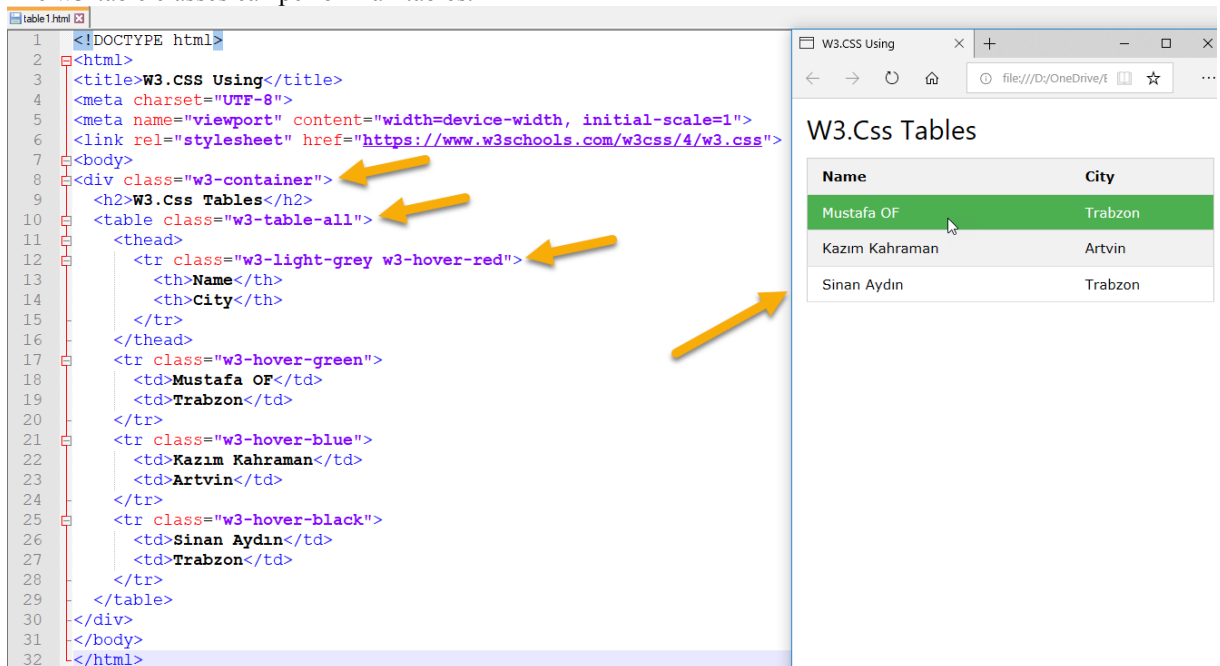 table1.html
1 <!DOCTYPE html>
2 <html>
3 <title>W3.CSS Using</title>
4 <meta charset="UTF-8">
5 <meta name="viewport" content="width=device-width, initial-scale=1">
6 <link rel="stylesheet" href="https://www.w3schools.com/w3css/4/w3.css">
7 <body>
8 <div class="w3-container">
9 <h2>W3.Css Tables</h2>
10 <table class="w3-table-all">
11 <thead>
12 <tr class="w3-light-grey w3-hover-red">
13 <th>Name</th>
14 <th>City</th>
15 </tr>
16 </thead>
17 <tr class="w3-hover-green">
18 <td>Mustafa OF</td>
19 <td>Trabzon</td>
20 </tr>
21 <tr class="w3-hover-blue">
22 <td>Kazım Kahraman</td>
23 <td>Artvin</td>
24 </tr>
25 <tr class="w3-hover-black">
26 <td>Sinan Aydın</td>
27 <td>Trabzon</td>
28 </tr>
29 </table>
30 </div>
31 </body>
32 </html>
W3.CSS Using
file:///D:/OneDrive/E
W3.Css Tables
Name City
Mustafa OF Trabzon
Kazım Kahraman Artvin
Sinan Aydın Trabzon